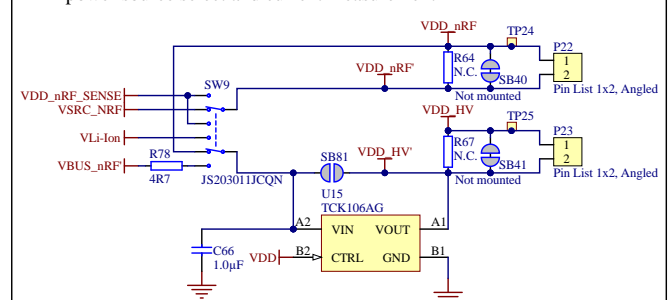 VDD_nRF
TP24
P22
R64
N.C.
SB40
1
2
Pin List 1x2, Angled
Not mounted
VDD_nRF'
SW9
VDD_nRF_SENSE
VSRC_NRF
VLi-Ion
VBUS_nRF'
R78
4R7
JS203011JCQN
VDD_HV
TP25
P23
R67
N.C.
SB41
1
2
Pin List 1x2, Angled
Not mounted
SB81
VDD_HV'
U15
TCK106AG
A2
VIN
VOUT
A1
VDD
B2
CTRL
GND
B1
C66
1.0µF